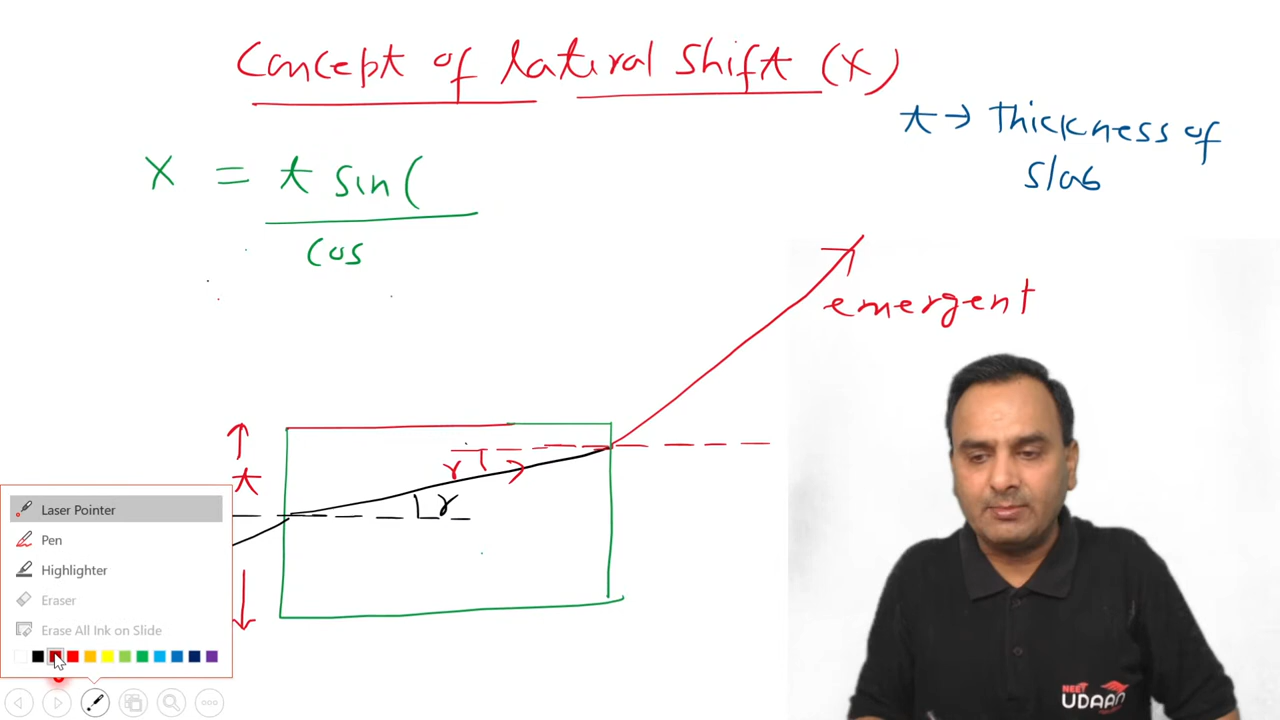 Concept of lateral shift (x)
t → Thickness of
slab
x = t sin(
cos
emergent
t
r
r
Laser Pointer
Pen
Highlighter
Eraser
Erase All Ink on Slide
NEET
UDAAN